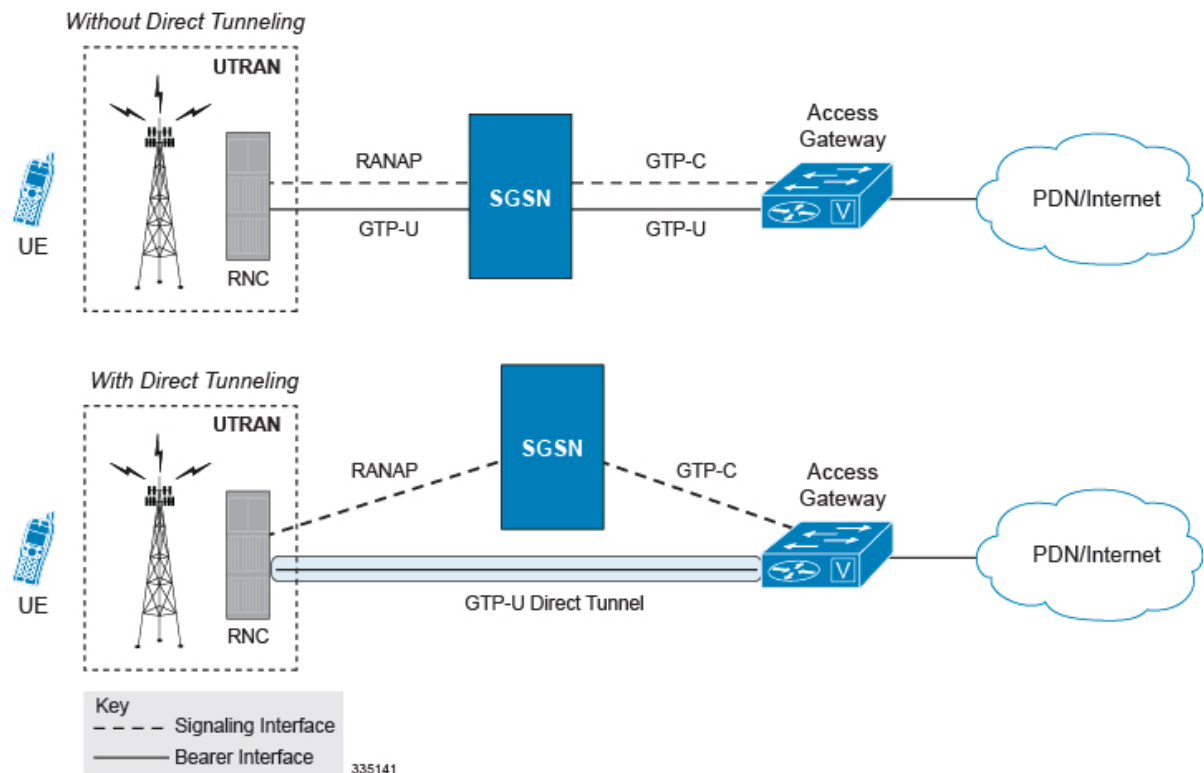 Without Direct Tunneling
UTRAN
UE
RNC
RANAP
GTP-U
SGSN
GTP-C
GTP-U
Access
Gateway
V
PDN/Internet
With Direct Tunneling
UTRAN
UE
RNC
RANAP
SGSN
GTP-C
GTP-U Direct Tunnel
Access
Gateway
V
PDN/Internet
Key
Signaling Interface
Bearer Interface
335141